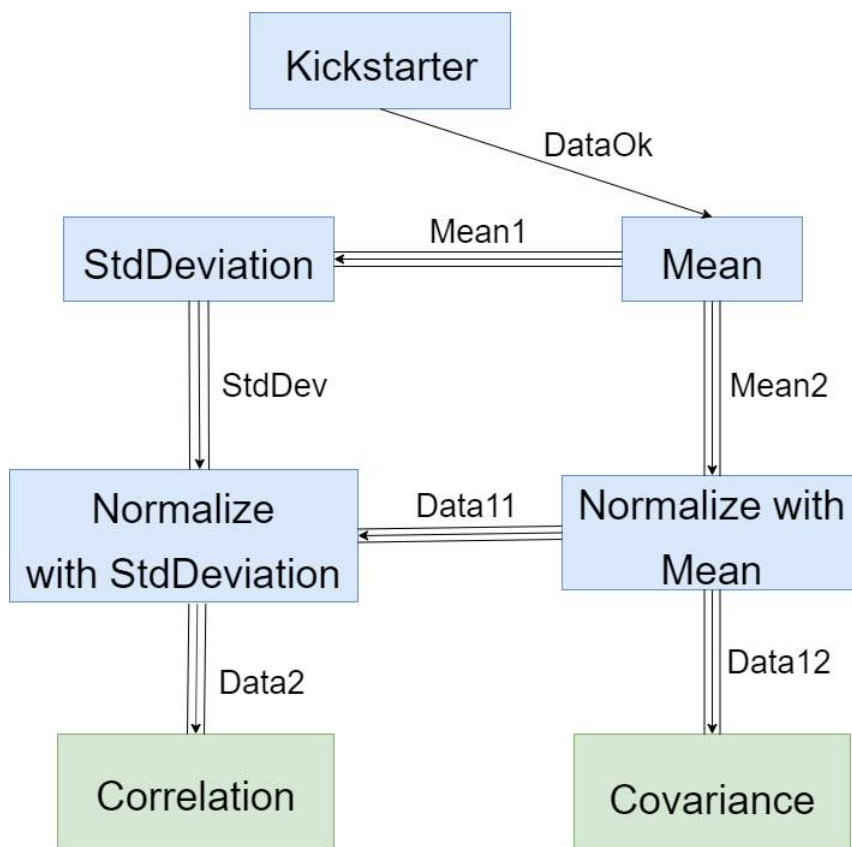 Kickstarter
DataOk
Mean1
StdDeviation
Mean
StdDev
Mean2
Normalize
with StdDeviation
Data11
Normalize with
Mean
Data2
Data12
Correlation
Covariance